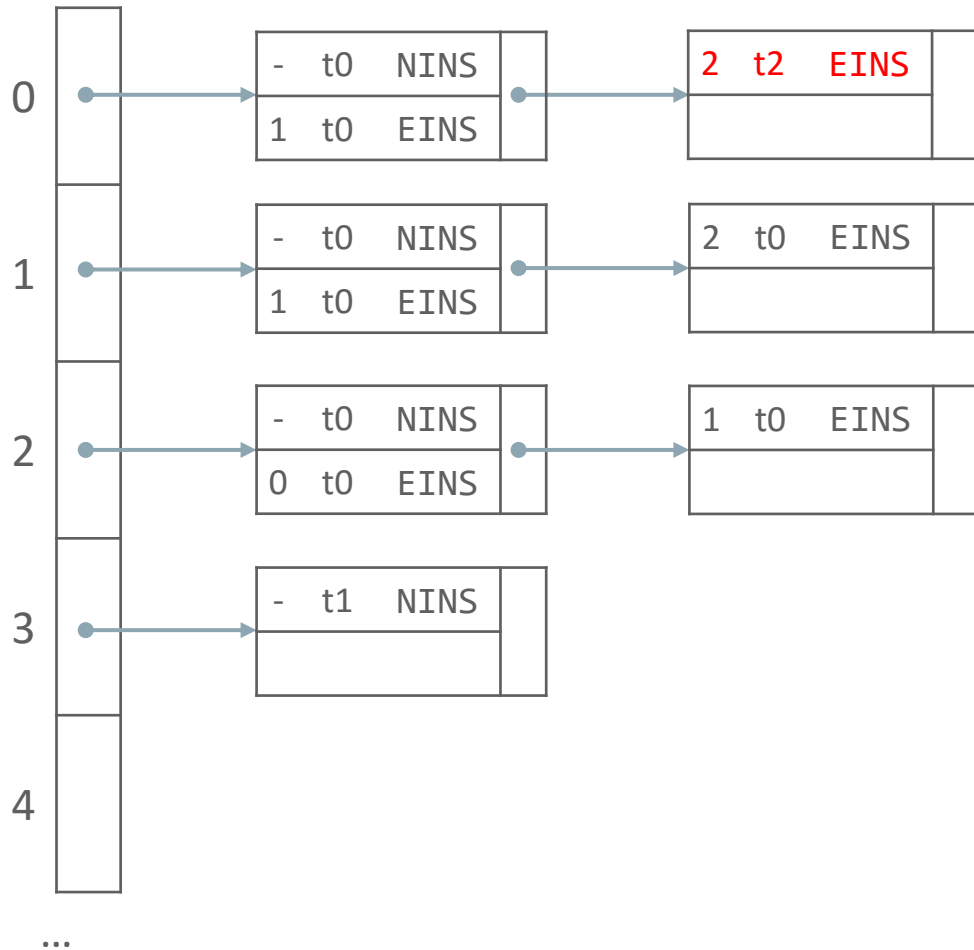 0
- t0 NINS
1 t0 EINS
2 t2 EINS
1
- t0 NINS
1 t0 EINS
2 t0 EINS
2
- t0 NINS
0 t0 EINS
1 t0 EINS
3
- t1 NINS
4
...